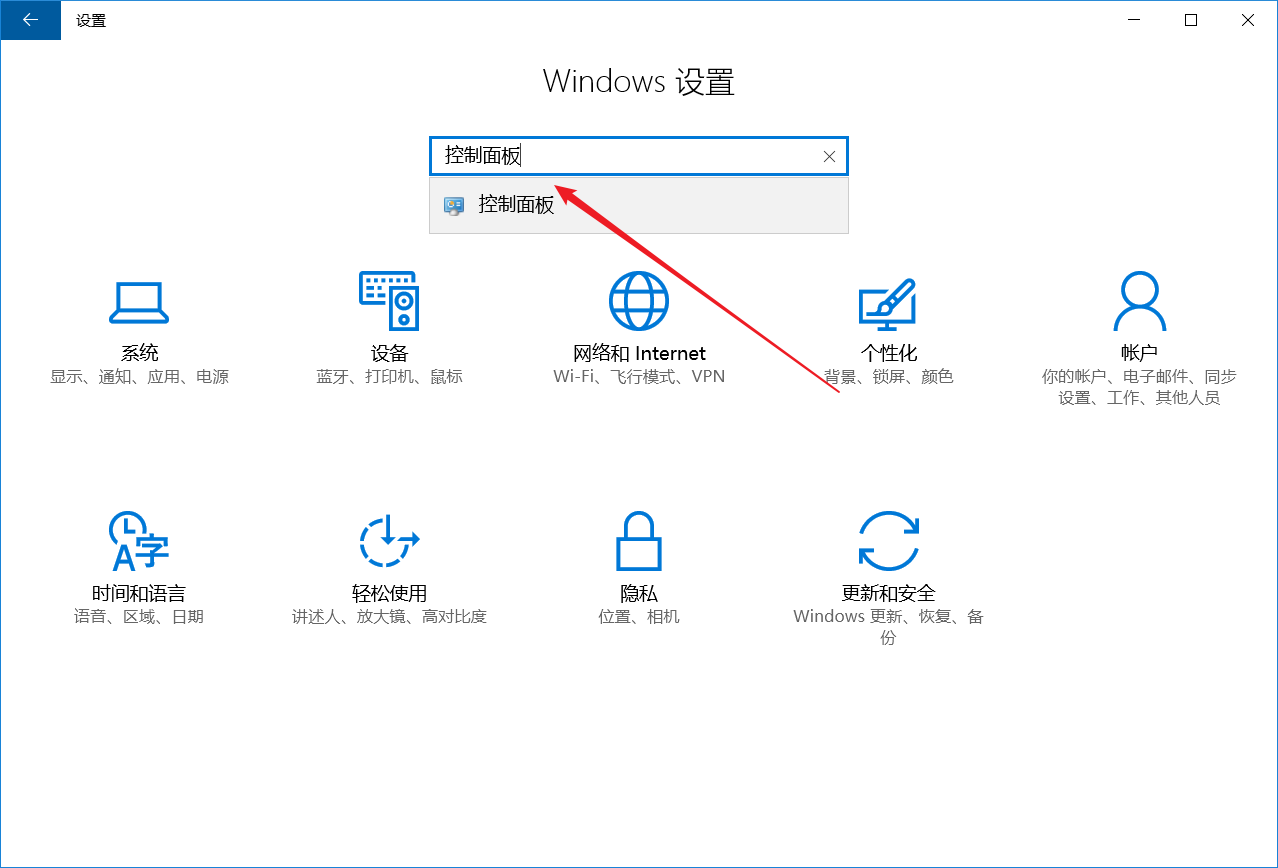 设置
Windows 设置
控制面板
控制面板
系统
显示、通知、应用、电源
设备
蓝牙、打印机、鼠标
网络和 Internet
Wi-Fi、飞行模式、VPN
个性化
背景、锁屏、颜色
帐户
你的帐户、电子邮件、同步
设置、工作、其他人员
时间和语言
语音、区域、日期
轻松使用
讲述人、放大镜、高对比度
隐私
位置、相机
更新和安全
Windows 更新、恢复、备
份